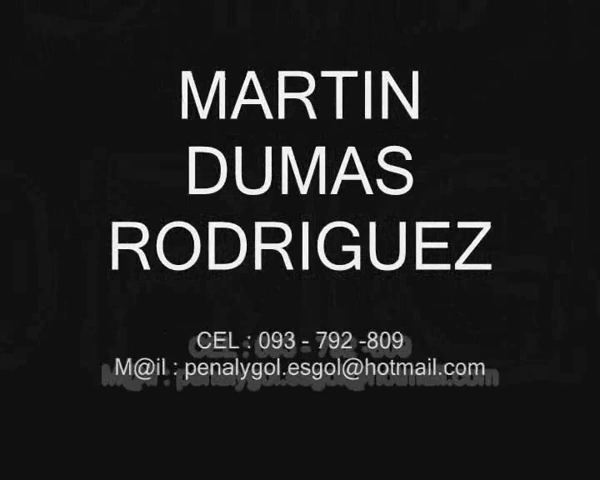 MARTIN
DUMAS
RODRIGUEZ
CEL : 093 - 792 -809
M@il : penalygol.esgol@hotmail.com